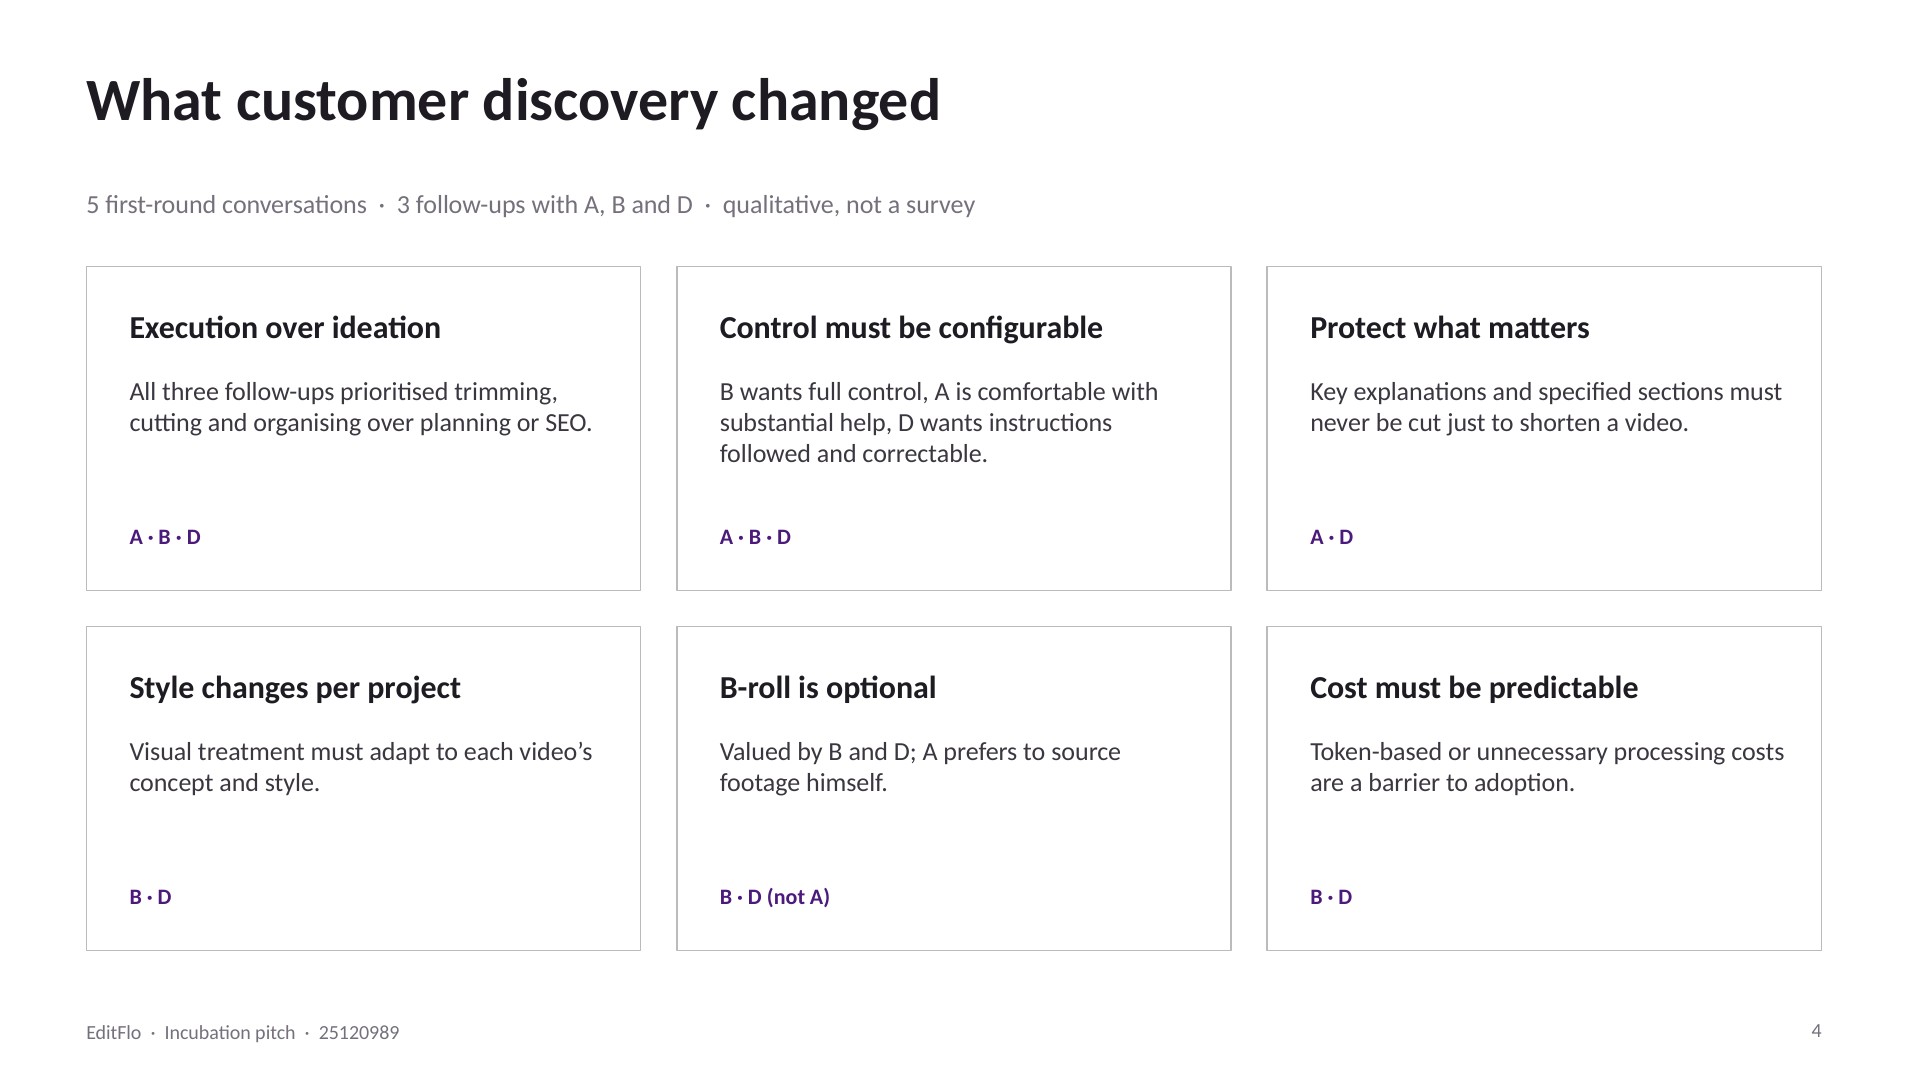 What customer discovery changed
5 first-round conversations · 3 follow-ups with A, B and D · qualitative, not a survey
Execution over ideation
All three follow-ups prioritised trimming,
cutting and organising over planning or SEO.
A · B · D
Control must be configurable
B wants full control, A is comfortable with
substantial help, D wants instructions
followed and correctable.
A · B · D
Protect what matters
Key explanations and specified sections must
never be cut just to shorten a video.
A · D
Style changes per project
Visual treatment must adapt to each video’s
concept and style.
B · D
B-roll is optional
Valued by B and D; A prefers to source
footage himself.
B · D (not A)
Cost must be predictable
Token-based or unnecessary processing costs
are a barrier to adoption.
B · D
EditFlo · Incubation pitch · 25120989
4